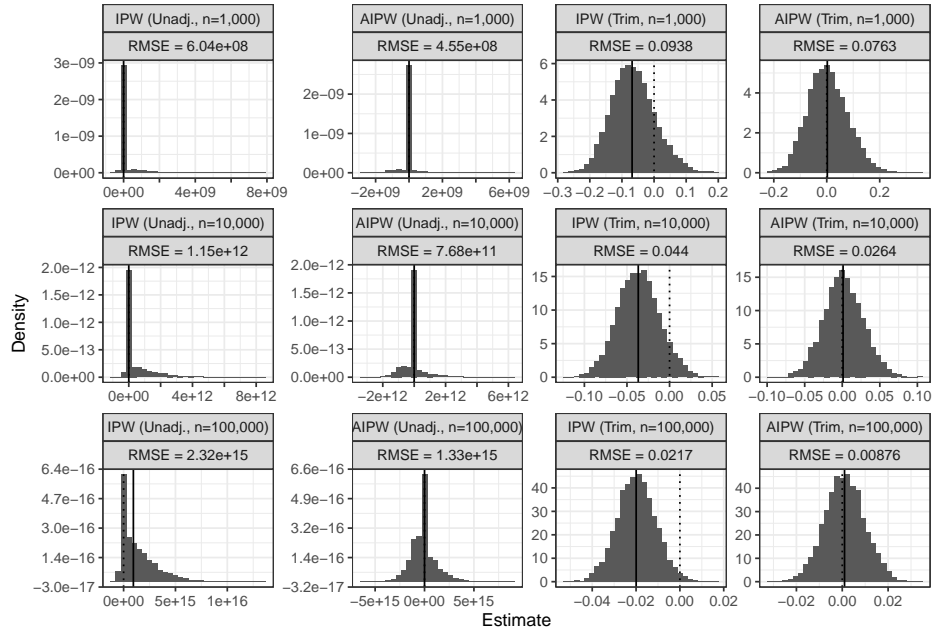 IPW (Unadj., n=1,000)
RMSE = 6.04e+08
3e−09
2e−09
1e−09
0e+00
0e+00 4e+09 8e+09
AIPW (Unadj., n=1,000)
RMSE = 4.55e+08
2e−09
1e−09
0e+00
−2e+09 2e+09 6e+09
IPW (Trim, n=1,000)
RMSE = 0.0938
6
4
2
0
−0.3 −0.2 −0.1 0.0 0.1 0.2
AIPW (Trim, n=1,000)
RMSE = 0.0763
4
2
0
−0.2 0.0 0.2
IPW (Unadj., n=10,000)
RMSE = 1.15e+12
2.0e−12
1.5e−12
1.0e−12
5.0e−13
0.0e+00
0e+00 4e+12 8e+12
AIPW (Unadj., n=10,000)
RMSE = 7.68e+11
2.0e−12
1.5e−12
1.0e−12
5.0e−13
0.0e+00
−2e+12 2e+12 6e+12
IPW (Trim, n=10,000)
RMSE = 0.044
15
10
5
0
−0.10 −0.05 0.00 0.05
AIPW (Trim, n=10,000)
RMSE = 0.0264
15
10
5
0
−0.10 −0.05 0.00 0.05 0.10
IPW (Unadj., n=100,000)
RMSE = 2.32e+15
6.4e−16
4.7e−16
3.0e−16
1.4e−16
−3.0e−17
0e+00 5e+15 1e+16
AIPW (Unadj., n=100,000)
RMSE = 1.33e+15
6.6e−16
4.9e−16
3.2e−16
1.4e−16
−3.2e−17
−5e+15 0e+00 5e+15
IPW (Trim, n=100,000)
RMSE = 0.0217
40
30
20
10
0
−0.04 −0.02 0.00 0.02
AIPW (Trim, n=100,000)
RMSE = 0.00876
40
30
20
10
0
−0.02 0.00 0.02
Density
Estimate